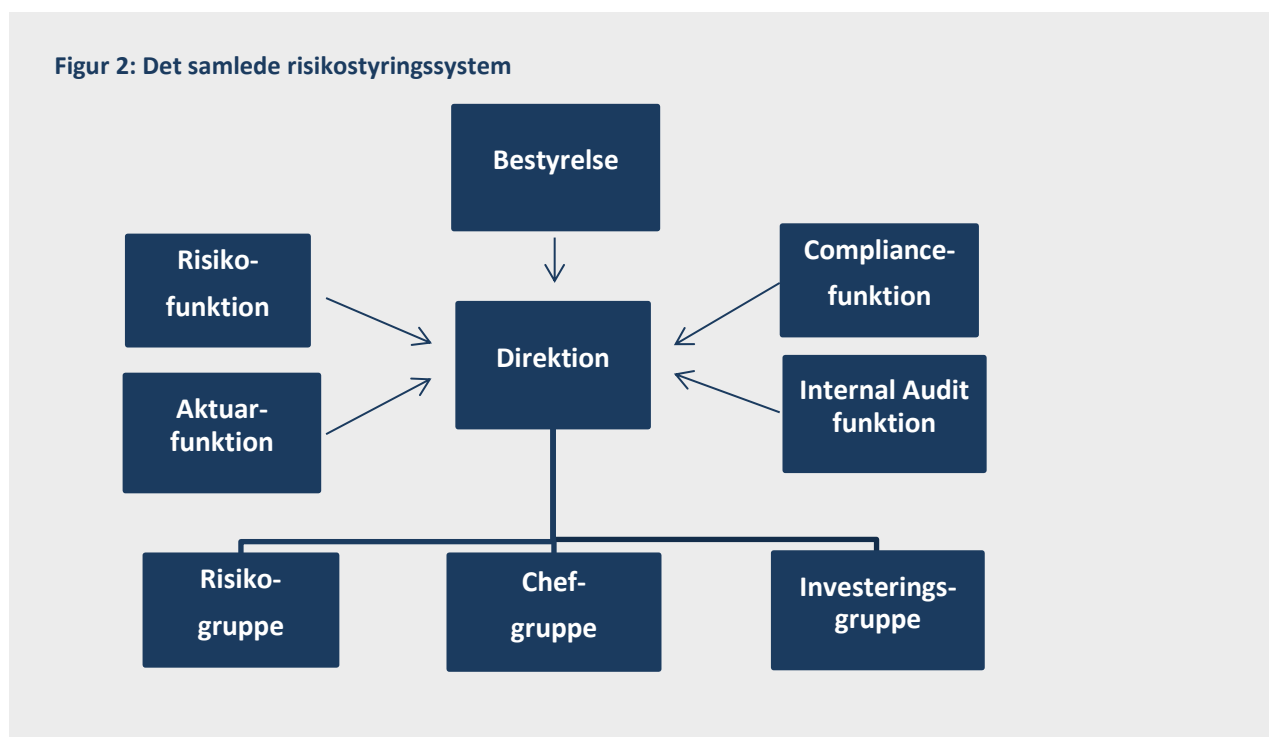 Figur 2: Det samlede risikostyringssystem
Bestyrelse
Risiko-
funktion
Compliance-
funktion
Direktion
Aktuar-
funktion
Internal Audit
funktion
Risiko-
gruppe
Chef-
gruppe
Investerings-
gruppe